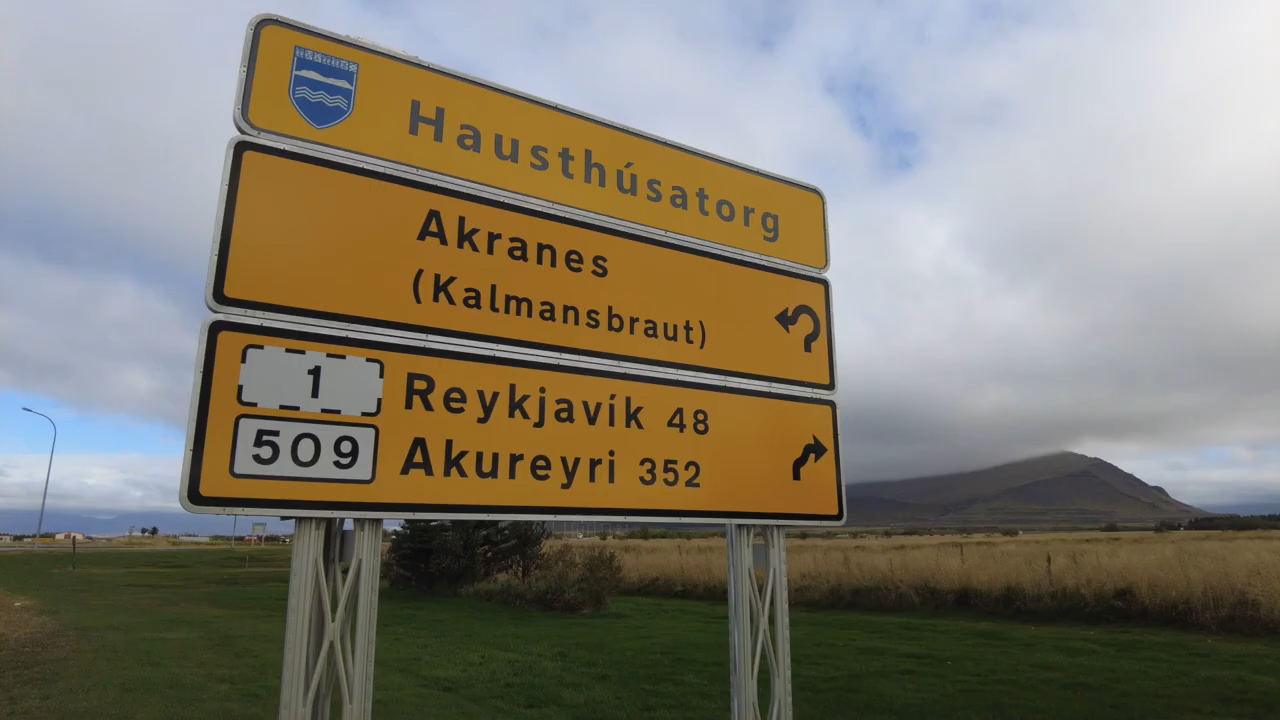 Hausthúsatorg
Akranes
(Kalmansbraut)
1 Reykjavík 48
509 Akureyri 352